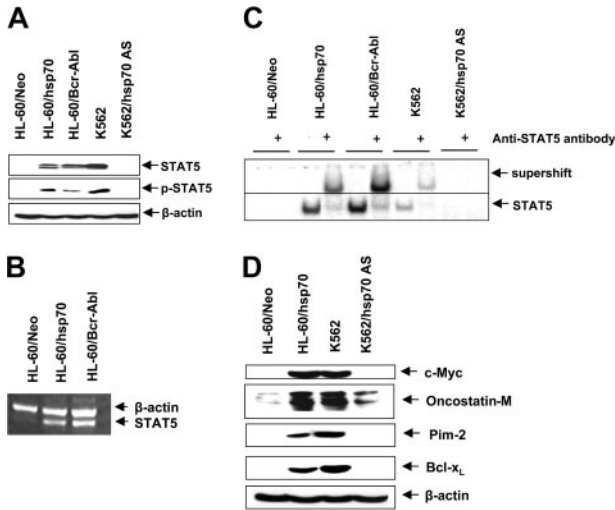 A
HL-60/Neo
HL-60/hsp70
HL-60/Bcr-Abl
K562
K562/hsp70 AS
STAT5
p-STAT5
β-actin
B
HL-60/Neo
HL-60/hsp70
HL-60/Bcr-Abl
β-actin
STAT5
C
HL-60/Neo
HL-60/hsp70
HL-60/Bcr-Abl
K562
K562/hsp70 AS
+ + + + + Anti-STAT5 antibody
supershift
STAT5
D
HL-60/Neo
HL-60/hsp70
K562
K562/hsp70 AS
c-Myc
Oncostatin-M
Pim-2
Bcl-xL
β-actin